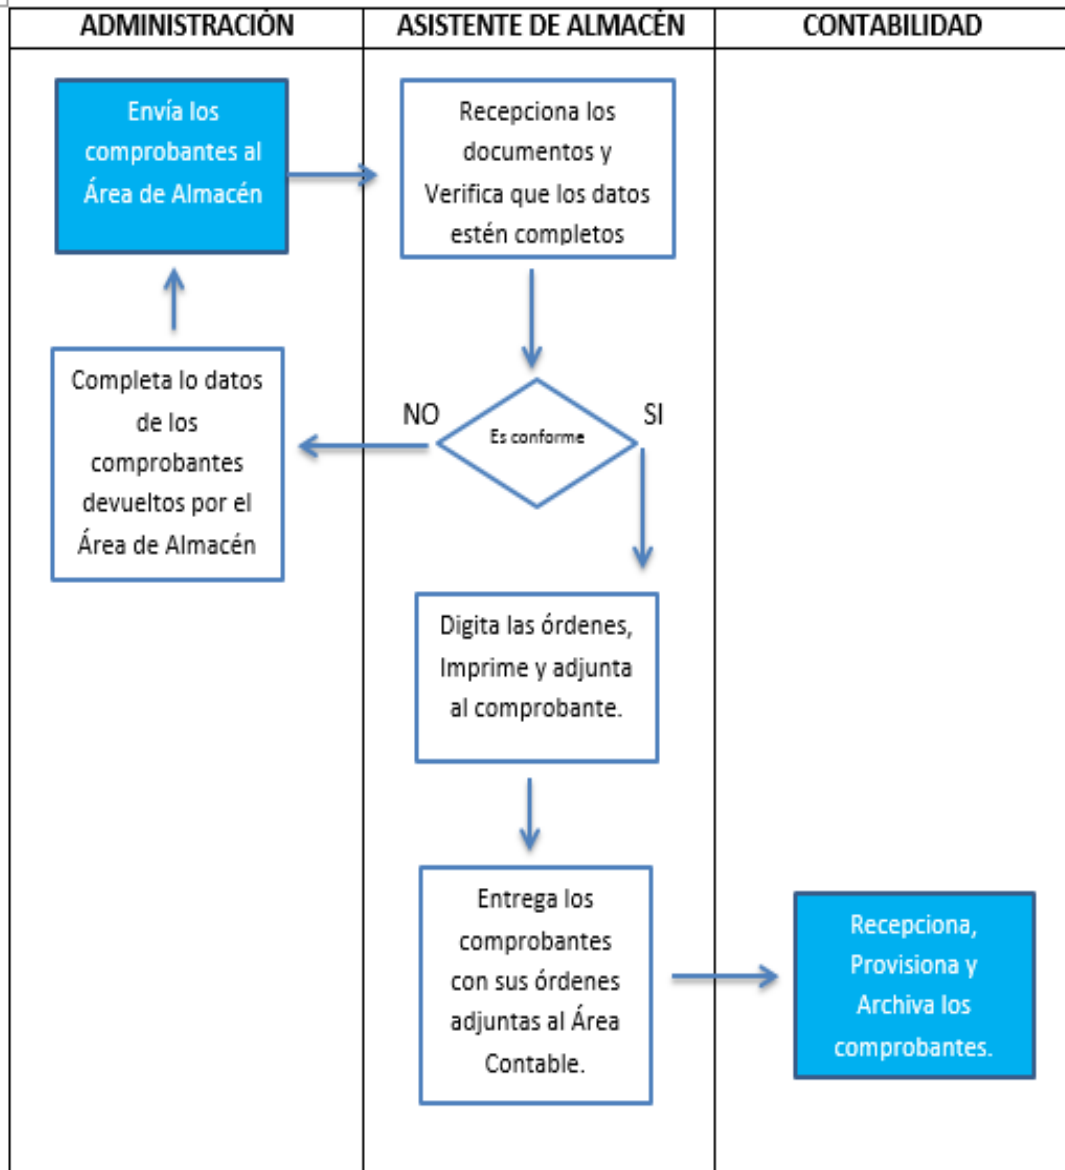 ADMINISTRACIÓN
ASISTENTE DE ALMACÉN
CONTABILIDAD
Envía los
comprobantes al
Área de Almacén
Recepciona los
documentos y
Verifica que los datos
estén completos
Completa lo datos
de los
comprobantes
devueltos por el
Área de Almacén
NO
Es conforme
SI
Digita las órdenes,
Imprime y adjunta
al comprobante.
Entrega los
comprobantes
con sus órdenes
adjuntas al Área
Contable.
Recepciona,
Provisiona y
Archiva los
comprobantes.